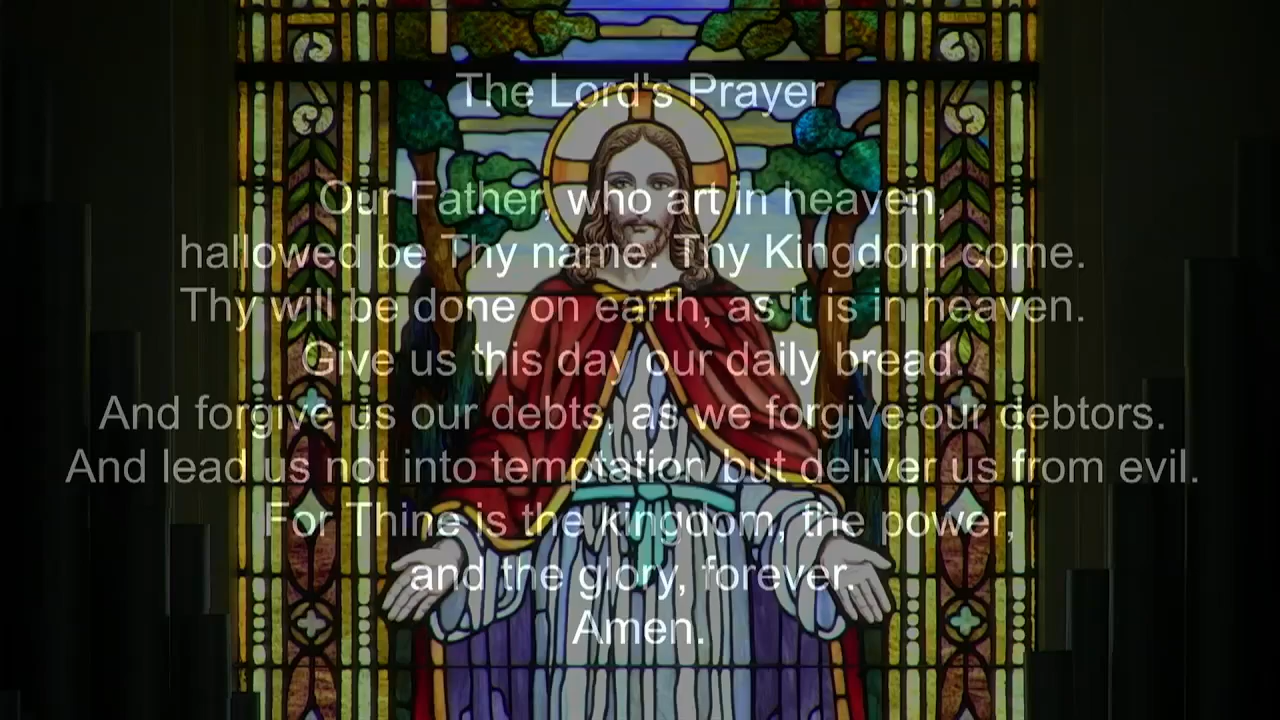 The Lord's Prayer
Our Father, who art in heaven,
hallowed be Thy name. Thy Kingdom come.
Thy will be done on earth, as it is in heaven.
Give us this day our daily bread.
And forgive us our debts, as we forgive our debtors.
And lead us not into temptation but deliver us from evil.
For Thine is the kingdom, the power,
and the glory, forever.
Amen.